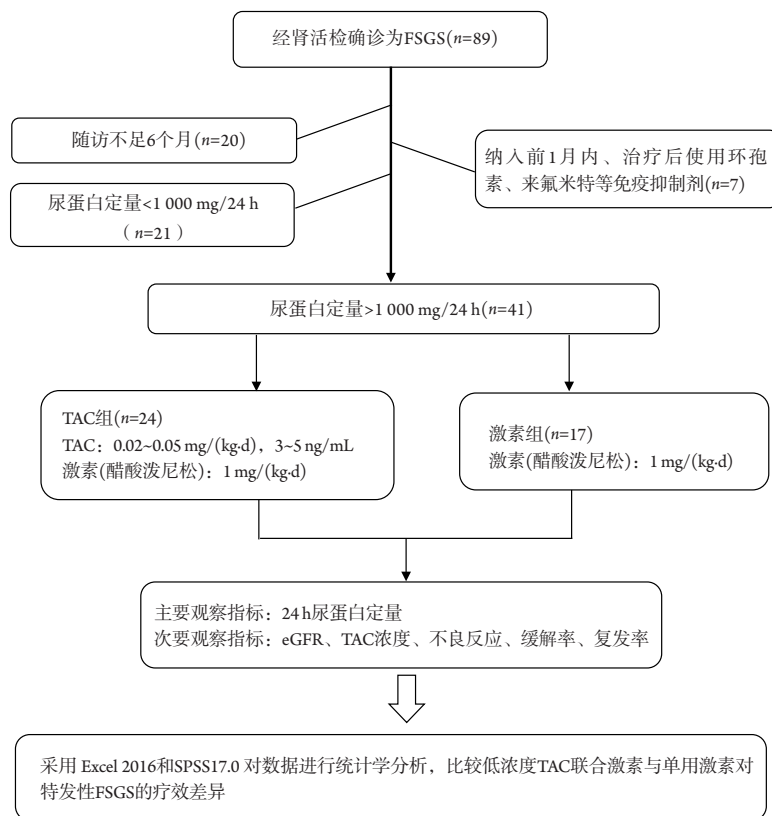 经肾活检确诊为FSGS(n=89)
随访不足6个月(n=20)
纳入前1月内、治疗后使用环孢
素、来氟米特等免疫抑制剂(n=7)
尿蛋白定量<1 000 mg/24 h
（n=21）
尿蛋白定量>1 000 mg/24 h(n=41)
TAC组(n=24)
TAC：0.02~0.05 mg/(kg·d)，3~5 ng/mL
激素(醋酸泼尼松)：1 mg/(kg·d)
激素组(n=17)
激素(醋酸泼尼松)：1 mg/(kg·d)
主要观察指标：24 h尿蛋白定量
次要观察指标：eGFR、TAC浓度、不良反应、缓解率、复发率
采用 Excel 2016和SPSS17.0 对数据进行统计学分析，比较低浓度TAC联合激素与单用激素对
特发性FSGS的疗效差异